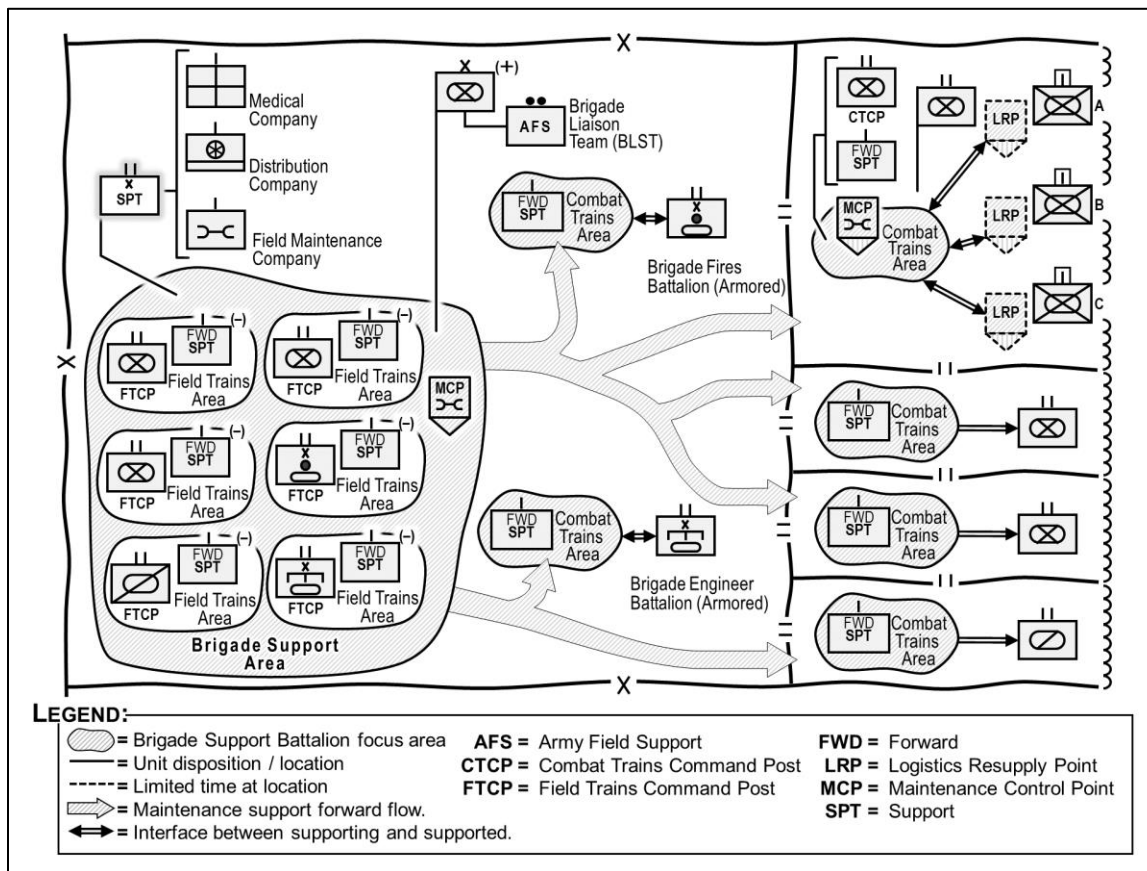 X
Medical
Company
Distribution
Company
Field Maintenance
Company
X
SPT
X
(+)
AFS
Brigade
Liaison
Team (BLST)
FWD
SPT
Combat
Trains
Area
X
Brigade Fires
Battalion (Armored)
CTCP
FWD
SPT
MCP
Combat
Trains
Area
LRP
A
LRP
B
LRP
C
X
FTCP
FWD
SPT
(-)
Field Trains
Area
FTCP
FWD
SPT
(-)
Field Trains
Area
MCP
FTCP
FWD
SPT
(-)
Field Trains
Area
X
FTCP
FWD
SPT
(-)
Field Trains
Area
FTCP
FWD
SPT
(-)
Field Trains
Area
X
FTCP
FWD
SPT
(-)
Field Trains
Area
Brigade Support
Area
FWD
SPT
Combat
Trains
Area
X
Brigade Engineer
Battalion (Armored)
FWD
SPT
Combat
Trains
Area
FWD
SPT
Combat
Trains
Area
FWD
SPT
Combat
Trains
Area
X
LEGEND:
= Brigade Support Battalion focus area
= Unit disposition / location
= Limited time at location
= Maintenance support forward flow.
= Interface between supporting and supported.
AFS = Army Field Support
CTCP = Combat Trains Command Post
FTCP = Field Trains Command Post
FWD = Forward
LRP = Logistics Resupply Point
MCP = Maintenance Control Point
SPT = Support